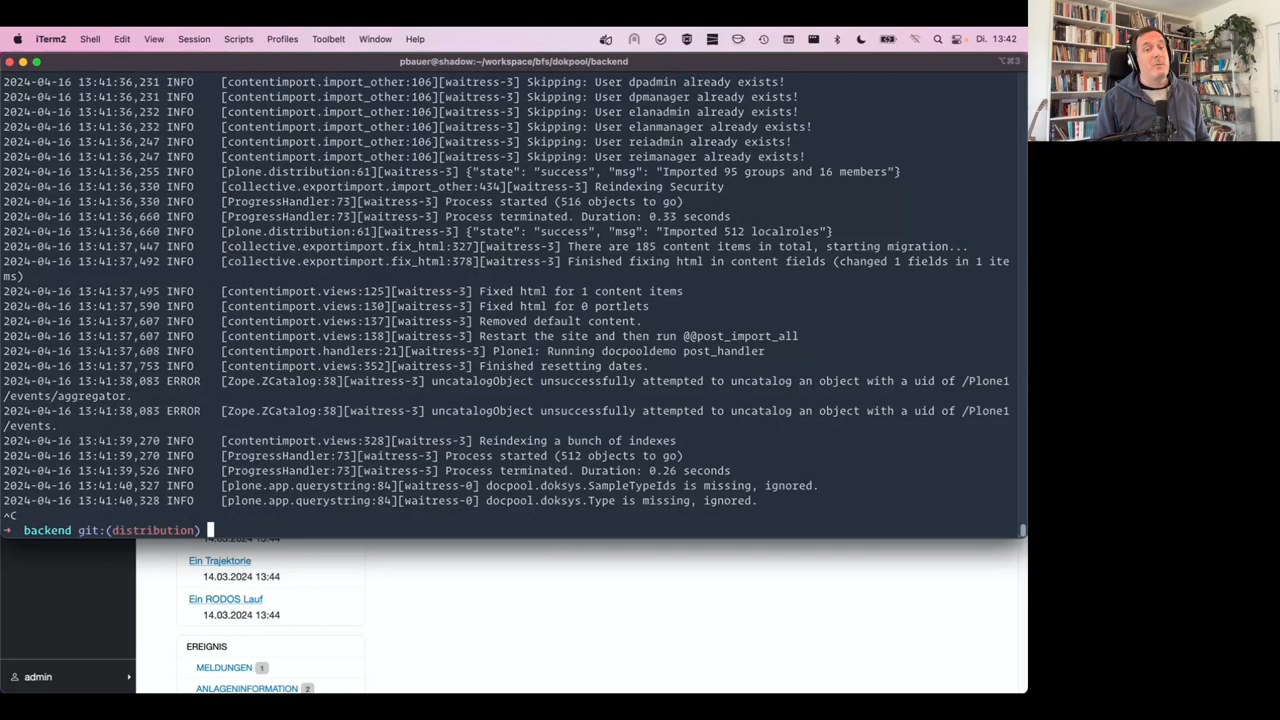 iTerm2 Shell Edit View Session Scripts Profiles Toolbelt Window Help Di. 13:42
pbauer@shadow:~/workspace/bfs/dokpool/backend ⌥⌘3
2024-04-16 13:41:36,231 INFO [contentimport.import_other:106][waitress-3] Skipping: User dpadmin already exists!
2024-04-16 13:41:36,231 INFO [contentimport.import_other:106][waitress-3] Skipping: User dpmanager already exists!
2024-04-16 13:41:36,232 INFO [contentimport.import_other:106][waitress-3] Skipping: User elanadmin already exists!
2024-04-16 13:41:36,232 INFO [contentimport.import_other:106][waitress-3] Skipping: User elanmanager already exists!
2024-04-16 13:41:36,247 INFO [contentimport.import_other:106][waitress-3] Skipping: User reiadmin already exists!
2024-04-16 13:41:36,247 INFO [contentimport.import_other:106][waitress-3] Skipping: User reimanager already exists!
2024-04-16 13:41:36,255 INFO [plone.distribution:61][waitress-3] {"state": "success", "msg": "Imported 95 groups and 16 members"}
2024-04-16 13:41:36,330 INFO [collective.exportimport.import_other:434][waitress-3] Reindexing Security
2024-04-16 13:41:36,330 INFO [ProgressHandler:73][waitress-3] Process started (516 objects to go)
2024-04-16 13:41:36,660 INFO [ProgressHandler:73][waitress-3] Process terminated. Duration: 0.33 seconds
2024-04-16 13:41:36,660 INFO [plone.distribution:61][waitress-3] {"state": "success", "msg": "Imported 512 localroles"}
2024-04-16 13:41:37,447 INFO [collective.exportimport.fix_html:327][waitress-3] There are 185 content items in total, starting migration...
2024-04-16 13:41:37,492 INFO [collective.exportimport.fix_html:378][waitress-3] Finished fixing html in content fields (changed 1 fields in 1 ite
ms)
2024-04-16 13:41:37,495 INFO [contentimport.views:125][waitress-3] Fixed html for 1 content items
2024-04-16 13:41:37,590 INFO [contentimport.views:130][waitress-3] Fixed html for 0 portlets
2024-04-16 13:41:37,607 INFO [contentimport.views:137][waitress-3] Removed default content.
2024-04-16 13:41:37,607 INFO [contentimport.views:138][waitress-3] Restart the site and then run @@post_import_all
2024-04-16 13:41:37,608 INFO [contentimport.handlers:21][waitress-3] Plone1: Running docpooldemo post_handler
2024-04-16 13:41:37,753 INFO [contentimport.views:352][waitress-3] Finished resetting dates.
2024-04-16 13:41:38,083 ERROR [Zope.ZCatalog:38][waitress-3] uncatalogObject unsuccessfully attempted to uncatalog an object with a uid of /Plone1
/events/aggregator.
2024-04-16 13:41:38,083 ERROR [Zope.ZCatalog:38][waitress-3] uncatalogObject unsuccessfully attempted to uncatalog an object with a uid of /Plone1
/events.
2024-04-16 13:41:39,270 INFO [contentimport.views:328][waitress-3] Reindexing a bunch of indexes
2024-04-16 13:41:39,270 INFO [ProgressHandler:73][waitress-3] Process started (512 objects to go)
2024-04-16 13:41:39,526 INFO [ProgressHandler:73][waitress-3] Process terminated. Duration: 0.26 seconds
2024-04-16 13:41:40,327 INFO [plone.app.querystring:84][waitress-0] docpool.doksys.SampleTypeIds is missing, ignored.
2024-04-16 13:41:40,328 INFO [plone.app.querystring:84][waitress-0] docpool.doksys.Type is missing, ignored.
^C
→ backend git:(distribution)
14.03.2024 13:44
Ein Trajektorie
14.03.2024 13:44
Ein RODOS Lauf
14.03.2024 13:44
EREIGNIS
MELDUNGEN 1
ANLAGENINFORMATION 2
admin